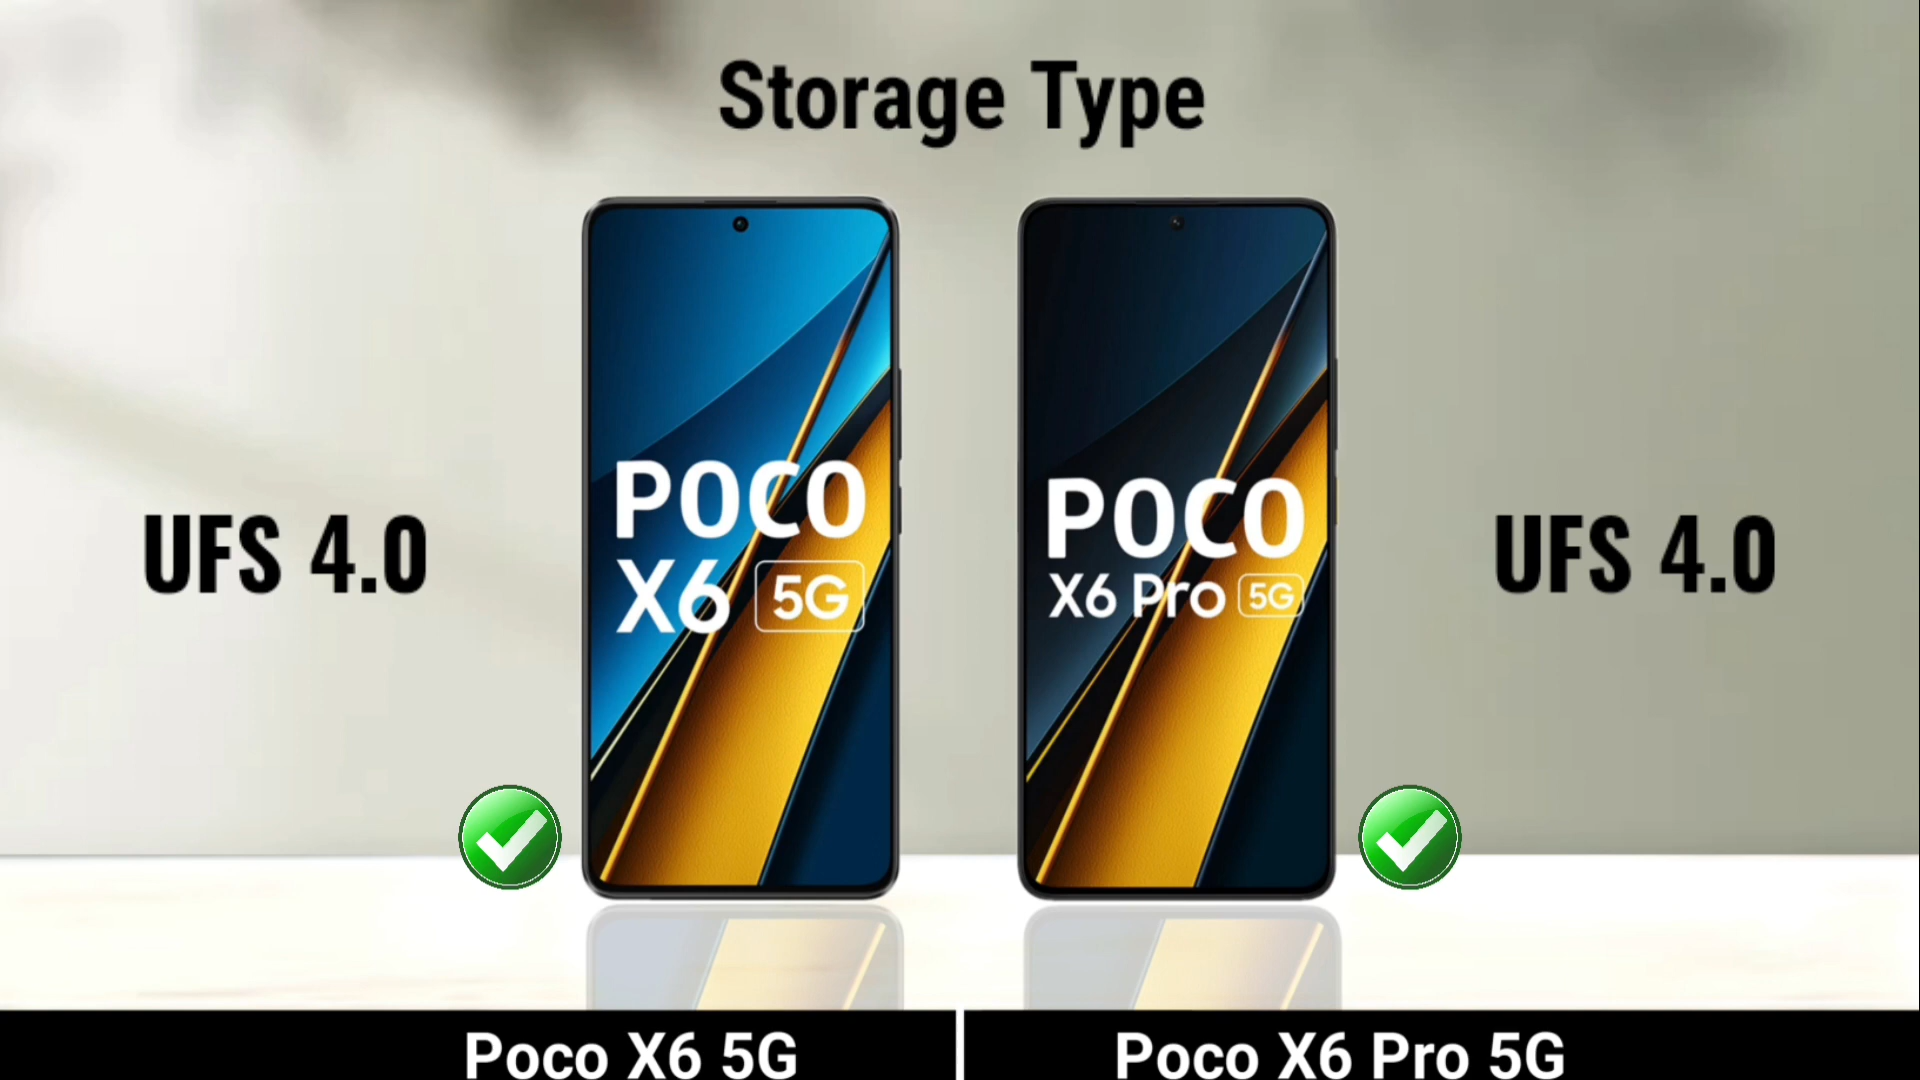 Storage Type
UFS 4.0
POCO
X6 5G
POCO
X6 Pro 5G
UFS 4.0
Poco X6 5G
Poco X6 Pro 5G